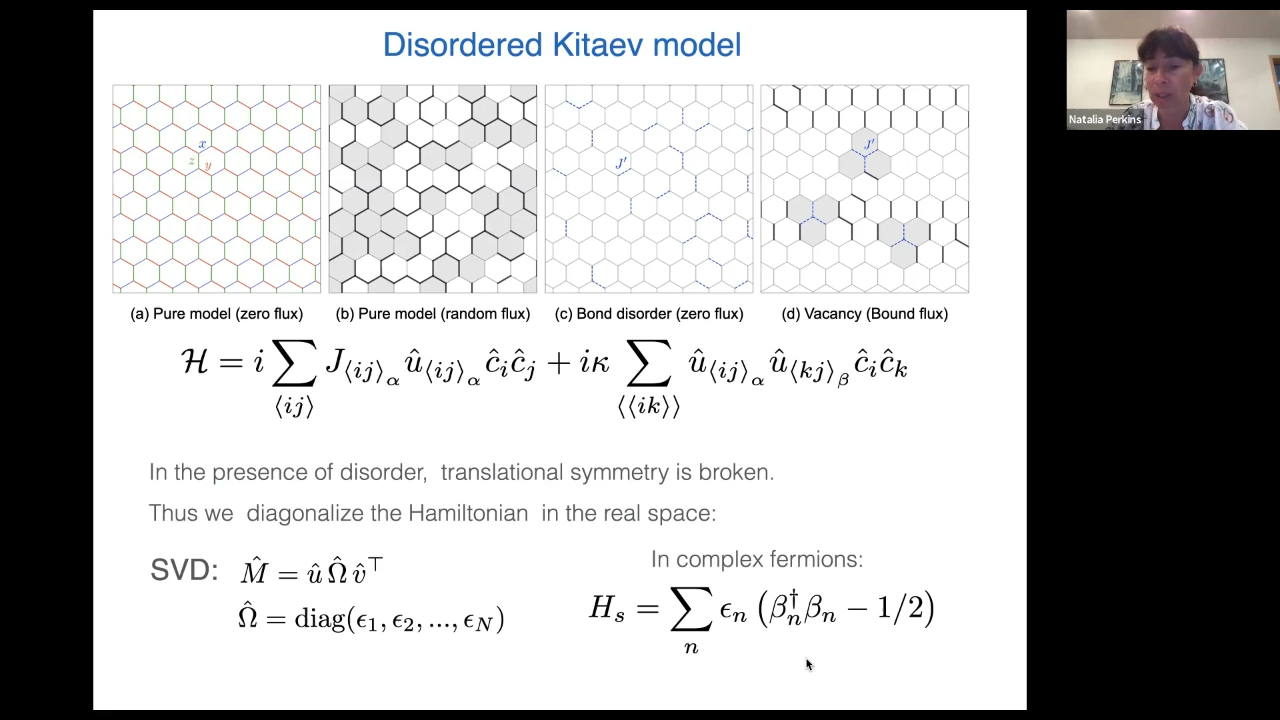 Disordered Kitaev model
Natalia Perkins
x
z y
J'
J'
(a) Pure model (zero flux) (b) Pure model (random flux) (c) Bond disorder (zero flux) (d) Vacancy (Bound flux)
ℋ = i ∑_{⟨ij⟩} J_{⟨ij⟩_α} û_{⟨ij⟩_α} ĉ_i ĉ_j + iκ ∑_{⟨⟨ik⟩⟩} û_{⟨ij⟩_α} û_{⟨kj⟩_β} ĉ_i ĉ_k
In the presence of disorder, translational symmetry is broken.
Thus we diagonalize the Hamiltonian in the real space:
SVD: M̂ = û Ω̂ v̂^⊤
Ω̂ = diag(ϵ_1, ϵ_2, ..., ϵ_N)
In complex fermions:
H_s = ∑_n ϵ_n (β_n^† β_n − 1/2)